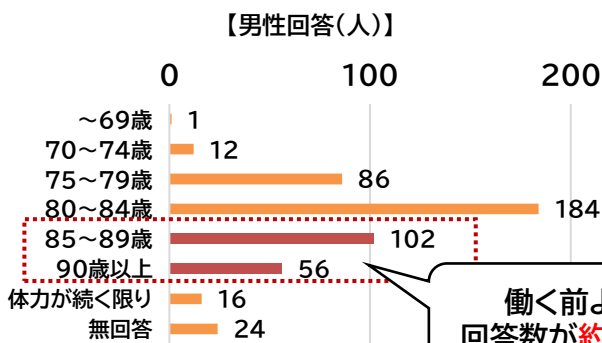 【男性回答(人)】
0 100 200
～69歳 1
70～74歳 12
75～79歳 86
80～84歳 184
85～89歳 102
90歳以上 56
体力が続く限り 16
無回答 24
働く前よ
回答数が約